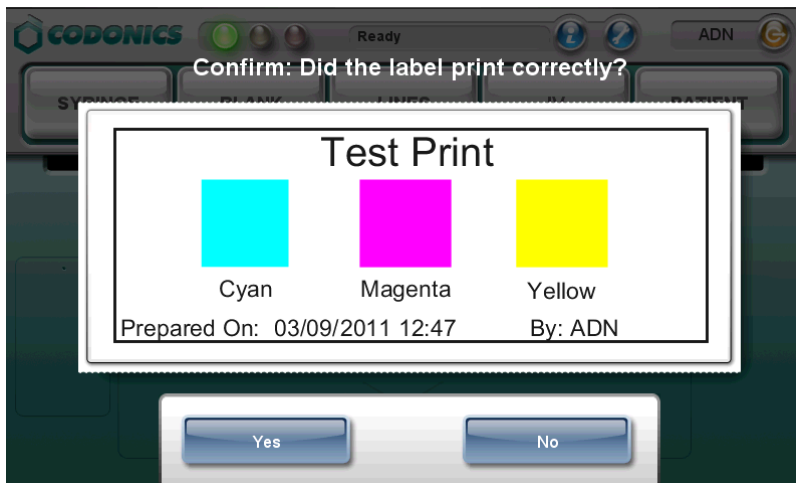 CODONICS Ready ADN
Confirm: Did the label print correctly?
Test Print
Cyan Magenta Yellow
Prepared On: 03/09/2011 12:47 By: ADN
Yes No